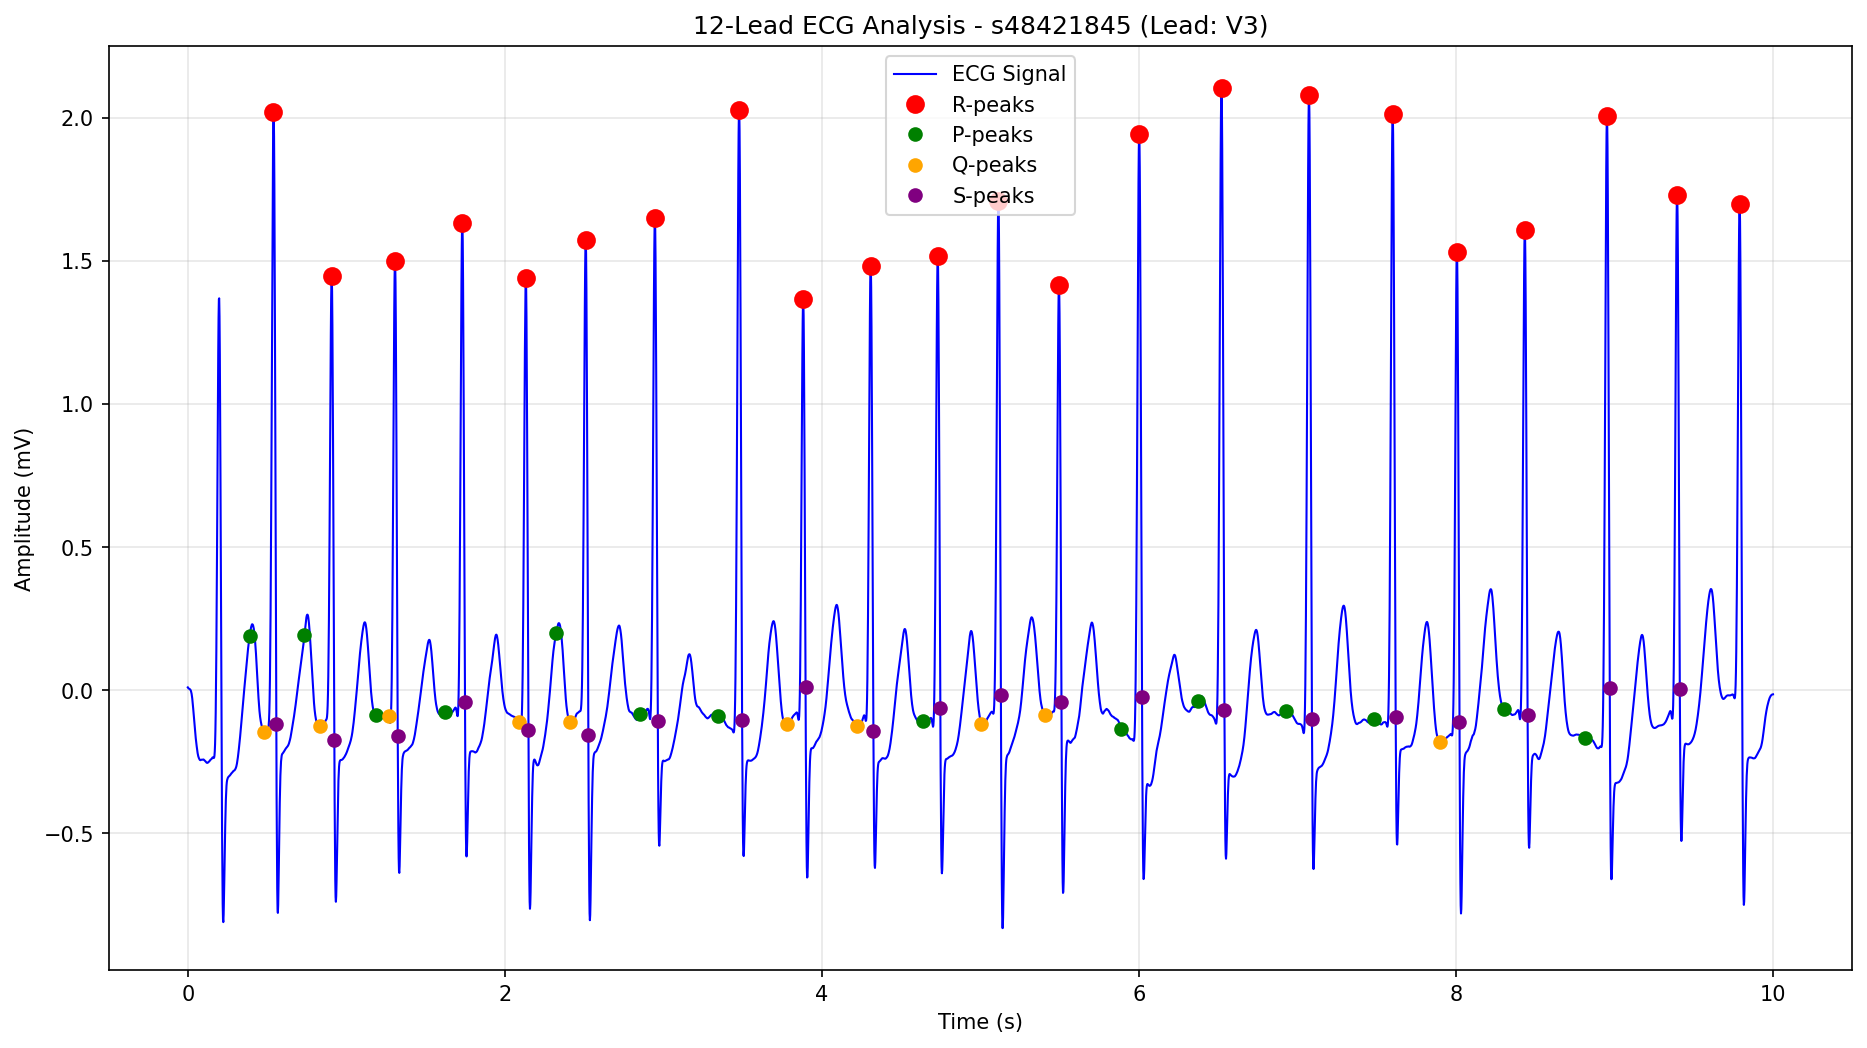 12-Lead ECG Analysis - s48421845 (Lead: V3)
ECG Signal
R-peaks
P-peaks
Q-peaks
S-peaks
Amplitude (mV)
2.0
1.5
1.0
0.5
0.0
−0.5
0 2 4 6 8 10
Time (s)